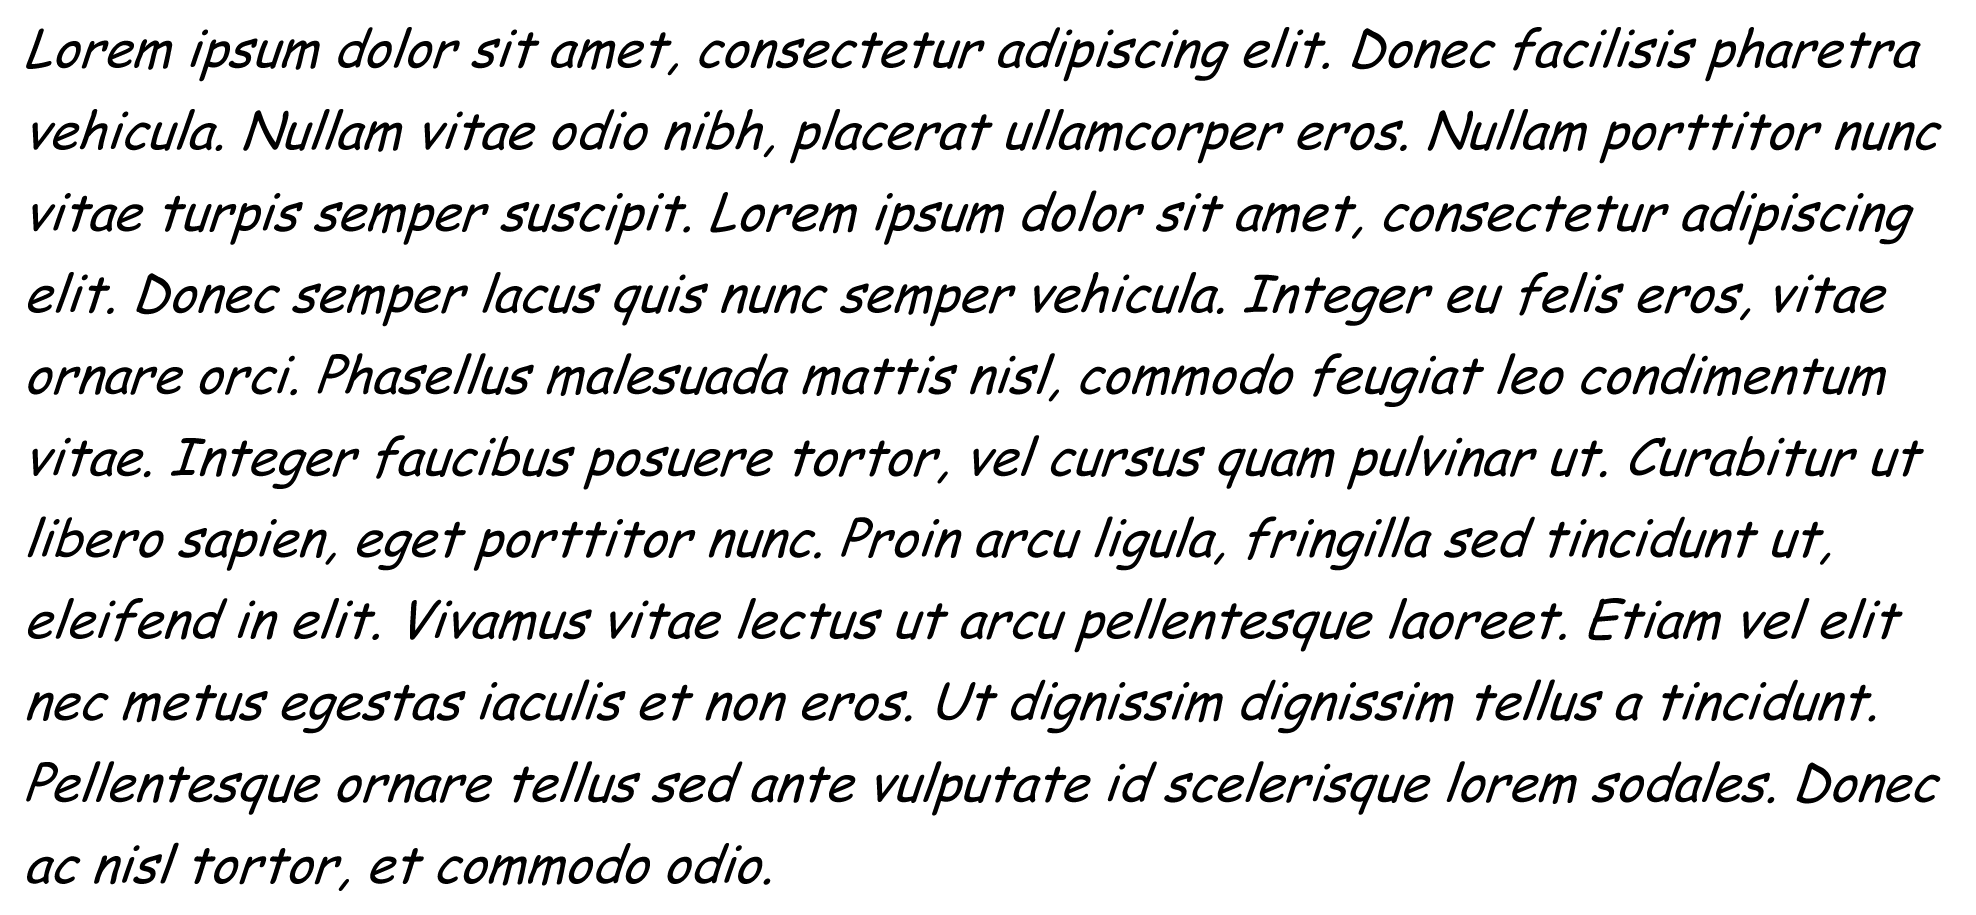 Lorem ipsum dolor sit amet, consectetur adipiscing elit. Donec facilisis pharetra
vehicula. Nullam vitae odio nibh, placerat ullamcorper eros. Nullam porttitor nunc
vitae turpis semper suscipit. Lorem ipsum dolor sit amet, consectetur adipiscing
elit. Donec semper lacus quis nunc semper vehicula. Integer eu felis eros, vitae
ornare orci. Phasellus malesuada mattis nisl, commodo feugiat leo condimentum
vitae. Integer faucibus posuere tortor, vel cursus quam pulvinar ut. Curabitur ut
libero sapien, eget porttitor nunc. Proin arcu ligula, fringilla sed tincidunt ut,
eleifend in elit. Vivamus vitae lectus ut arcu pellentesque laoreet. Etiam vel elit
nec metus egestas iaculis et non eros. Ut dignissim dignissim tellus a tincidunt.
Pellentesque ornare tellus sed ante vulputate id scelerisque lorem sodales. Donec
ac nisl tortor, et commodo odio.